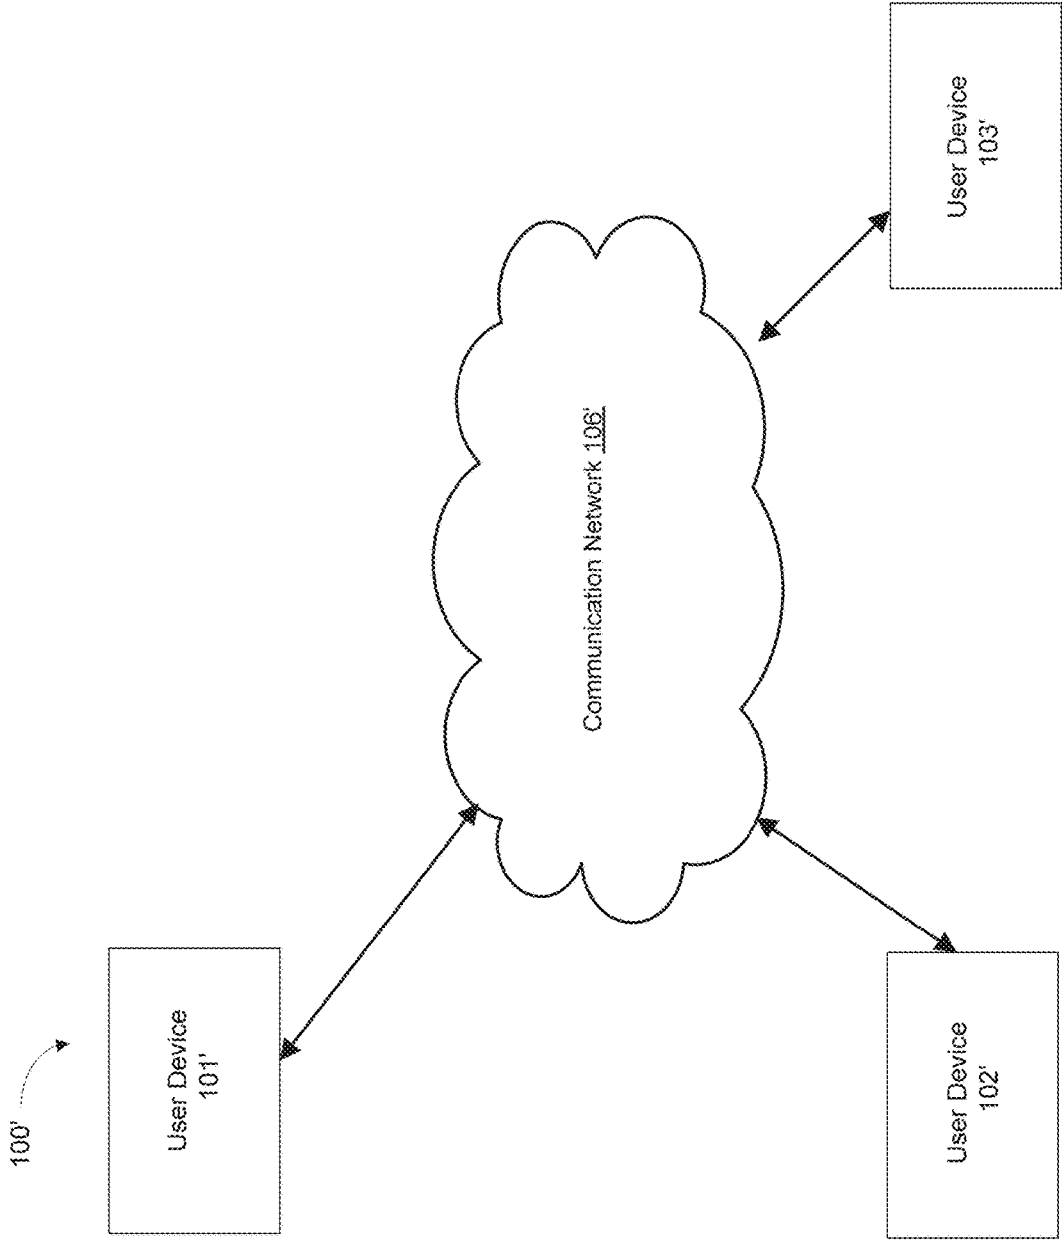 100'
User Device
101'
Communication Network 106'
User Device
102'
User Device
103'